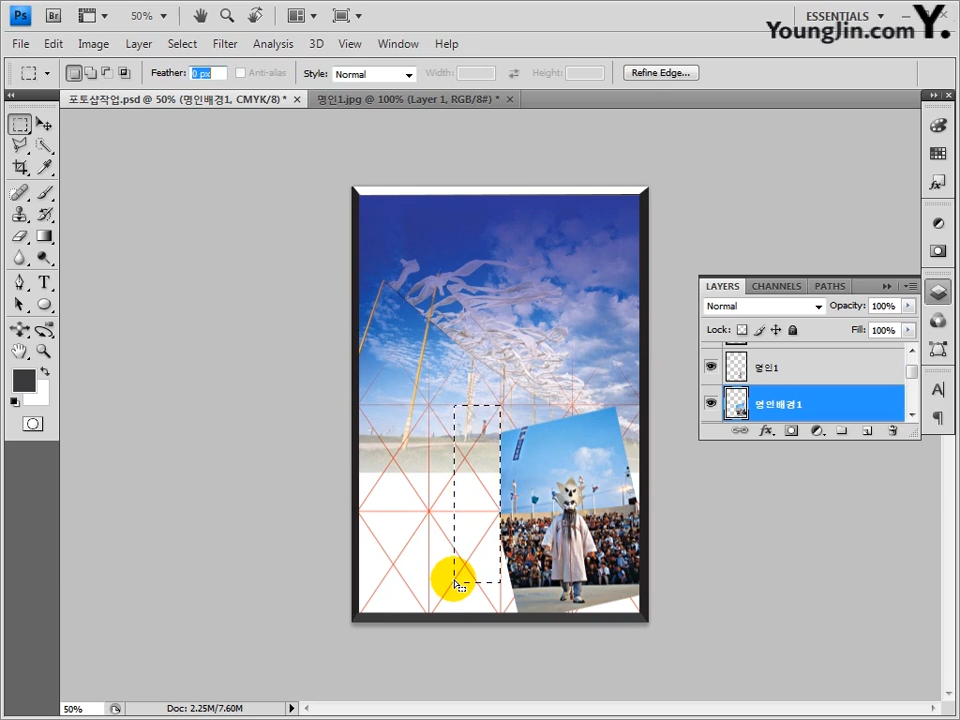 Ps Br 50% ESSENTIALS
YoungJin.com Y.
File Edit Image Layer Select Filter Analysis 3D View Window Help
Feather: 0 px Anti-alias Style: Normal Width: Height: Refine Edge...
포토샵작업.psd @ 50% (명인배경1, CMYK/8) * × 명인1.jpg @ 100% (Layer 1, RGB/8#) * ×
LAYERS CHANNELS PATHS
Normal Opacity: 100%
Lock: Fill: 100%
명인1
명인배경1
50% Doc: 2.25M/7.60M